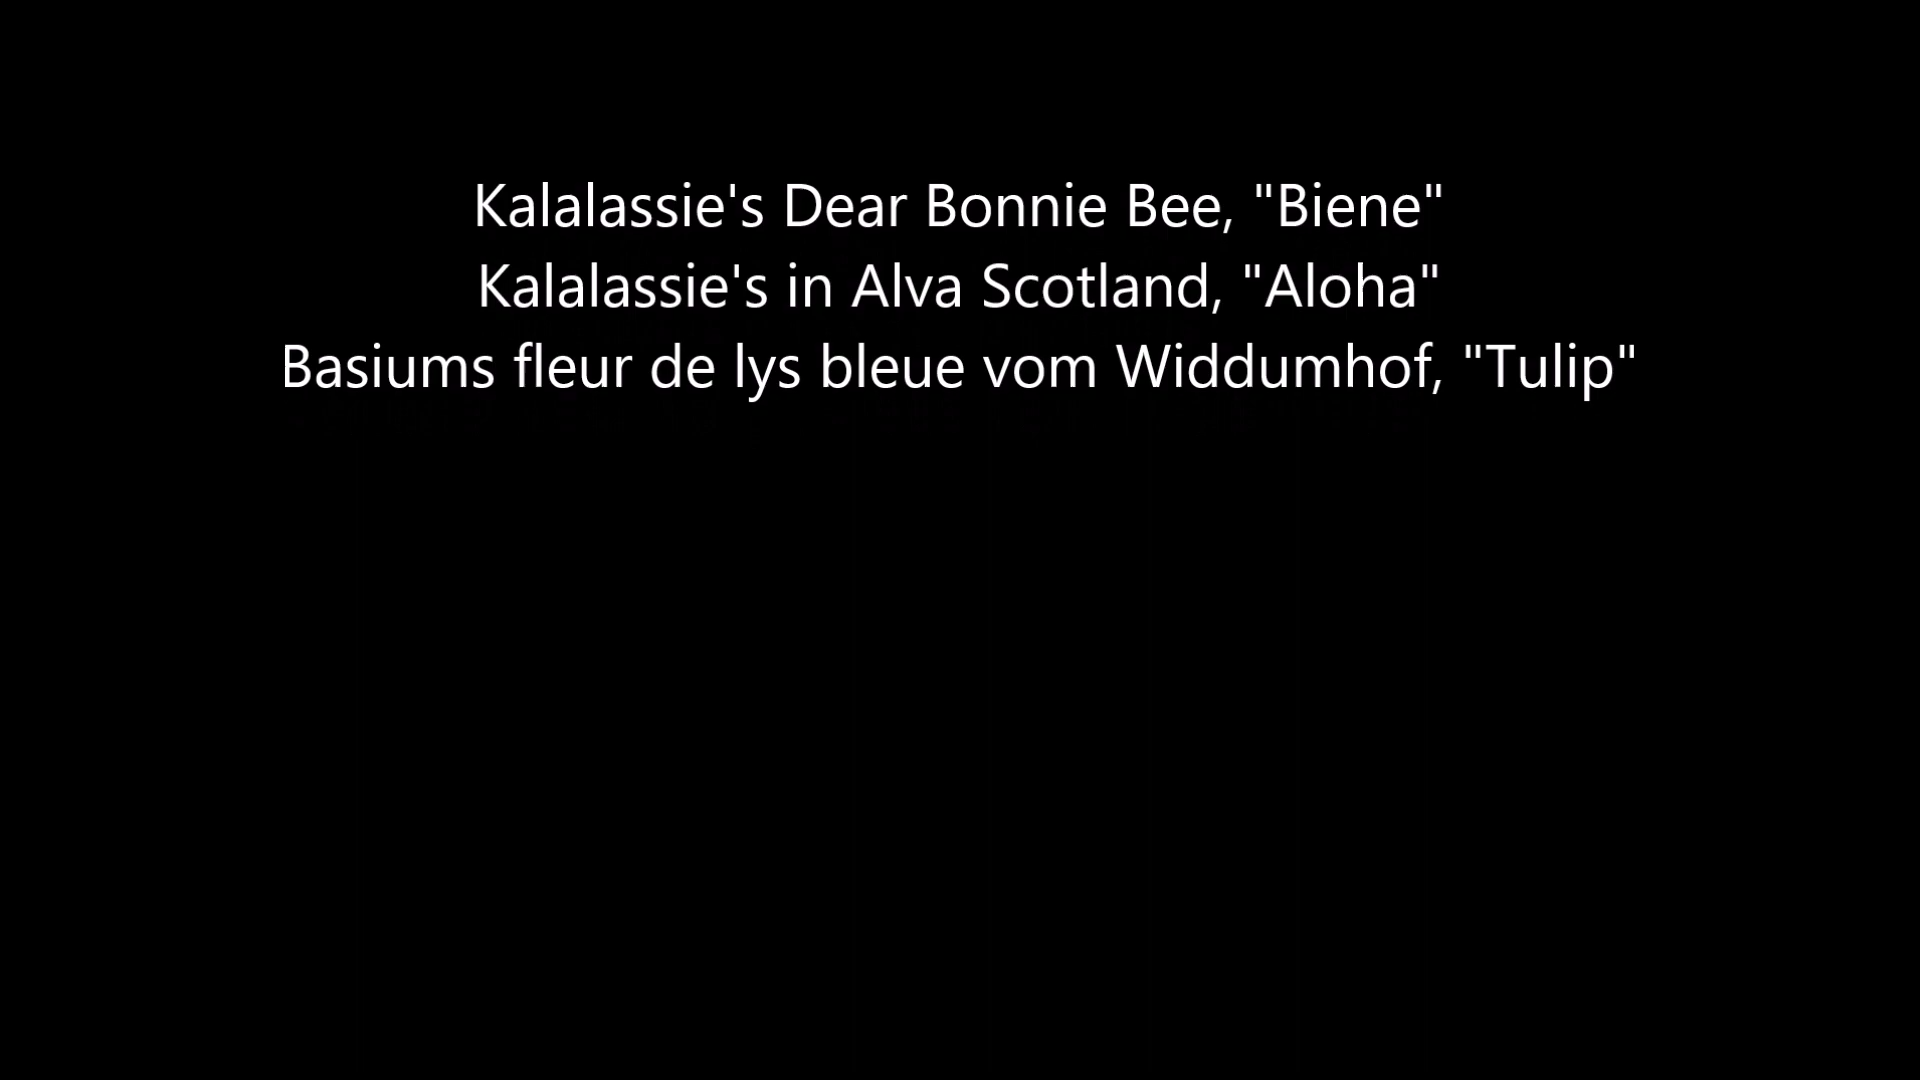 Kalalassie's Dear Bonnie Bee, "Biene"
Kalalassie's in Alva Scotland, "Aloha"
Basiums fleur de lys bleue vom Widdumhof, "Tulip"